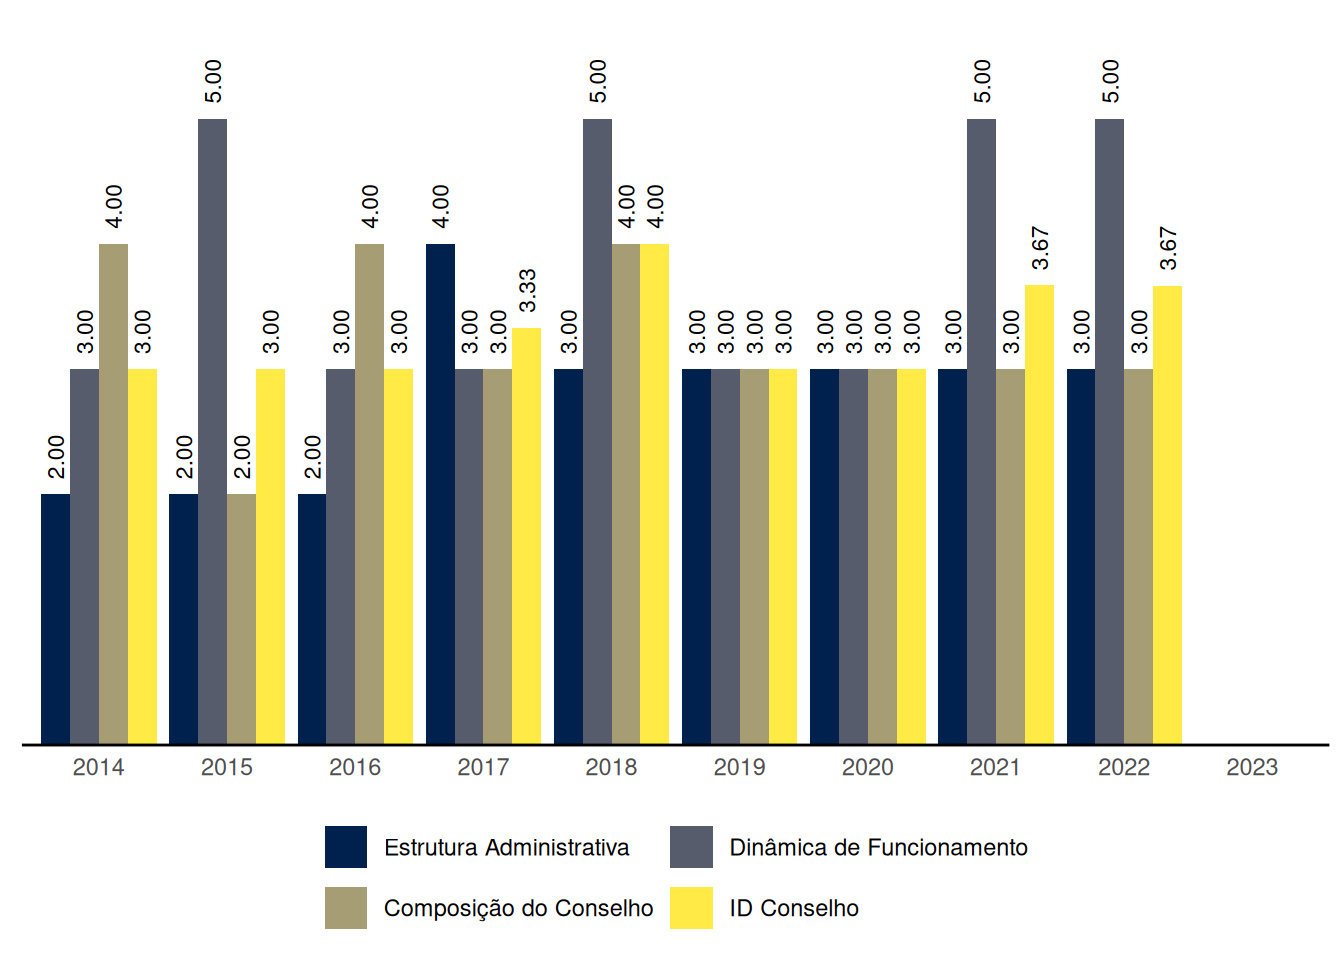 2.00 3.00 4.00 3.00
2.00 5.00 2.00 3.00
2.00 3.00 4.00 3.00
4.00 3.00 3.00 3.33
3.00 5.00 4.00 4.00
3.00 3.00 3.00 3.00
3.00 3.00 3.00 3.00
3.00 5.00 3.00 3.67
3.00 5.00 3.00 3.67
2014 2015 2016 2017 2018 2019 2020 2021 2022 2023
Estrutura Administrativa Dinâmica de Funcionamento
Composição do Conselho ID Conselho